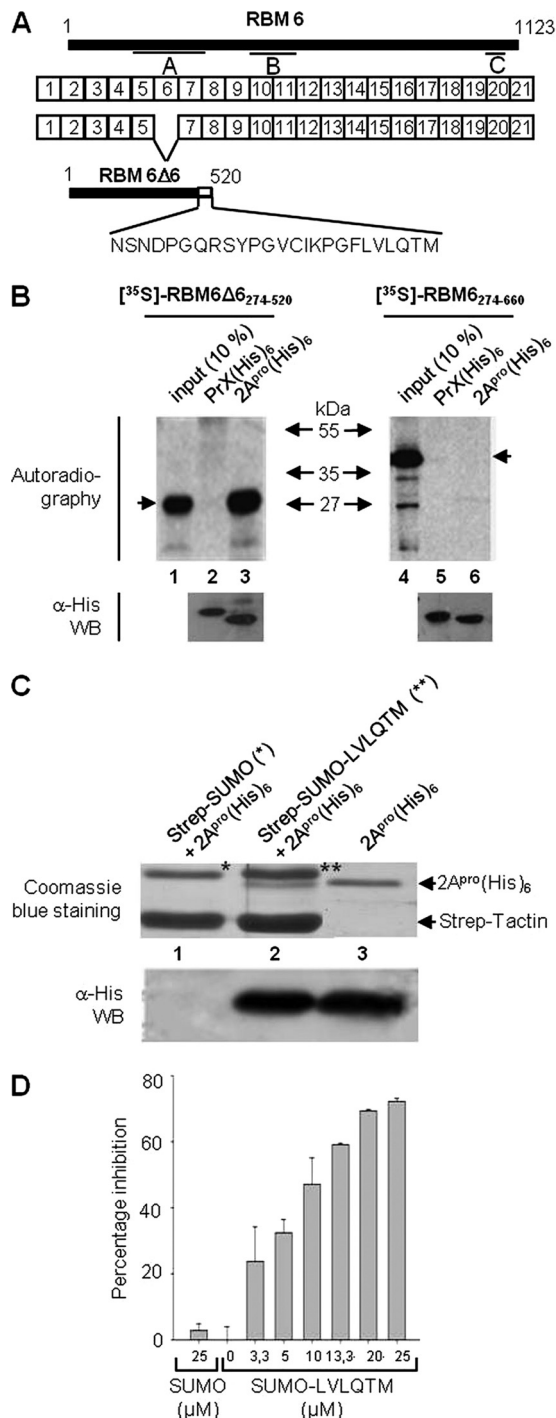 A
RBM 6
1 1123
A B C
1 2 3 4 5 6 7 8 9 10 11 12 13 14 15 16 17 18 19 20 21
1 2 3 4 5 7 8 9 10 11 12 13 14 15 16 17 18 19 20 21
1 RBM 6Δ6 520
NSNDPGQRSYPGVCIKPGFLVLQTM
B
[³⁵S]-RBM6Δ6₂₇₄₋₅₂₀ [³⁵S]-RBM6₂₇₄₋₆₆₀
input (10 %) PrX(His)₆ 2Aᵖʳᵒ(His)₆ input (10 %) PrX(His)₆ 2Aᵖʳᵒ(His)₆
kDa
55
35
27
Autoradio-
graphy
1 2 3 4 5 6
α-His
WB
C
Strep-SUMO (*)
+ 2Aᵖʳᵒ(His)₆
Strep-SUMO-LVLQTM (**)
+ 2Aᵖʳᵒ(His)₆
2Aᵖʳᵒ(His)₆
* **
Coomassie
blue staining
2Aᵖʳᵒ(His)₆
Strep-Tactin
1 2 3
α-His
WB
D
Percentage inhibition
80
60
40
20
0
25 0 3,3 5 10 13,3 20 25
SUMO SUMO-LVLQTM
(µM) (µM)